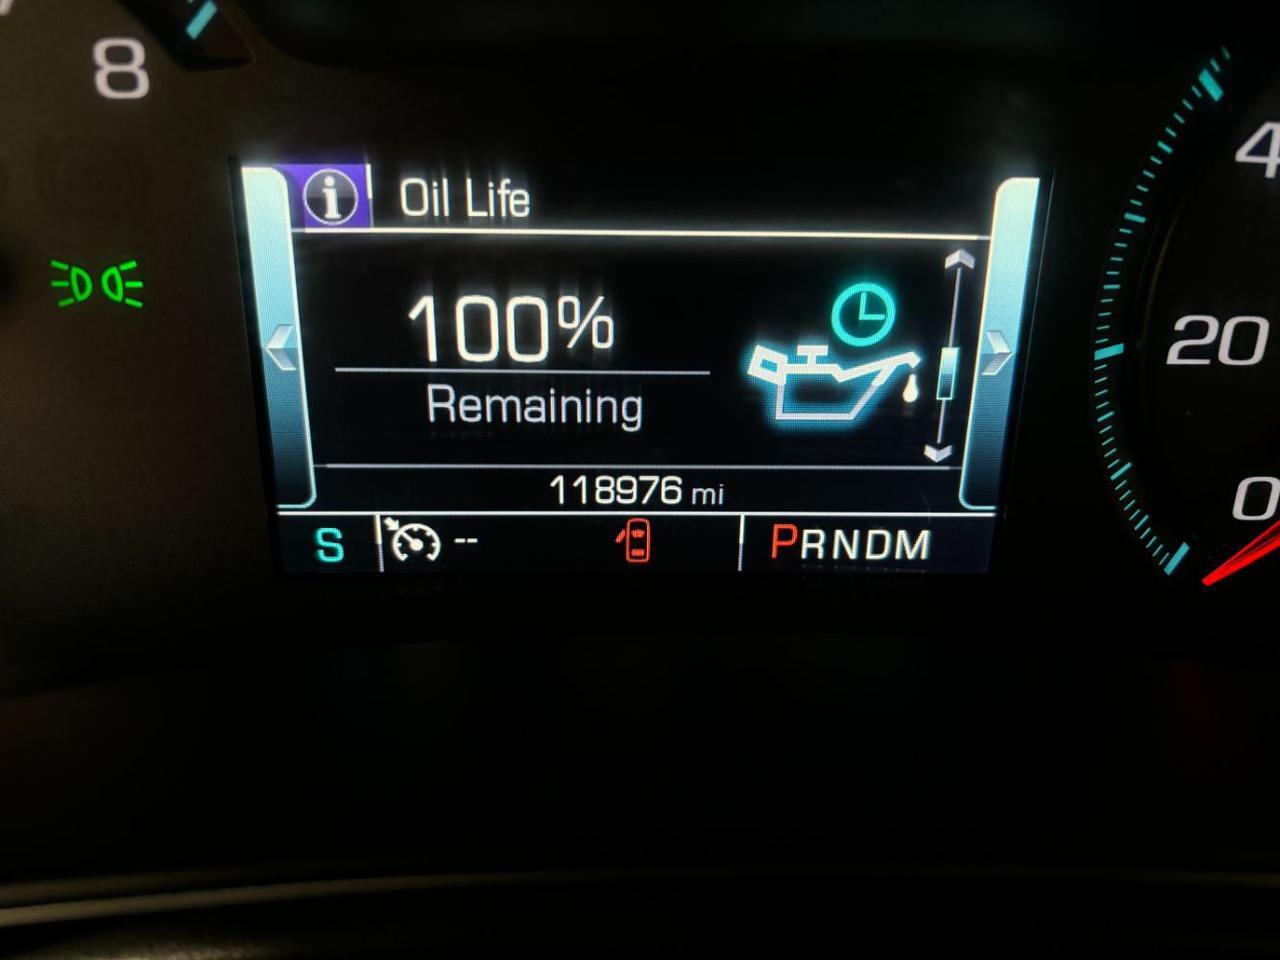 8
Oil Life
100%
Remaining
118976 mi
S
--
PRNDM
4
20
0